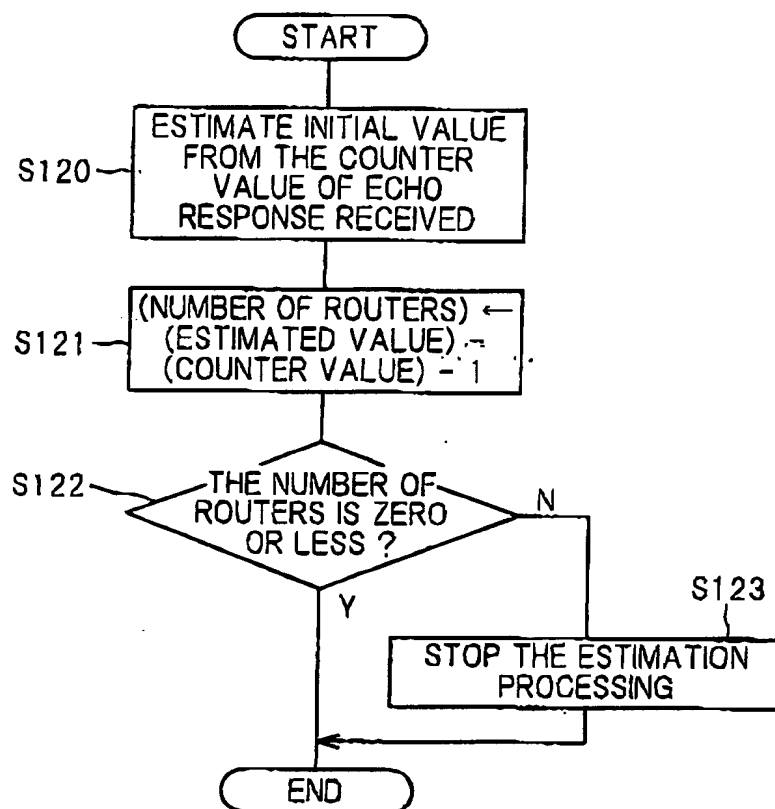 START
ESTIMATE INITIAL VALUE
FROM THE COUNTER
VALUE OF ECHO
RESPONSE RECEIVED
S120
(NUMBER OF ROUTERS) ←
(ESTIMATED VALUE) -
(COUNTER VALUE) - 1
S121
S122
THE NUMBER OF
ROUTERS IS ZERO
OR LESS ?
N
Y
S123
STOP THE ESTIMATION
PROCESSING
END